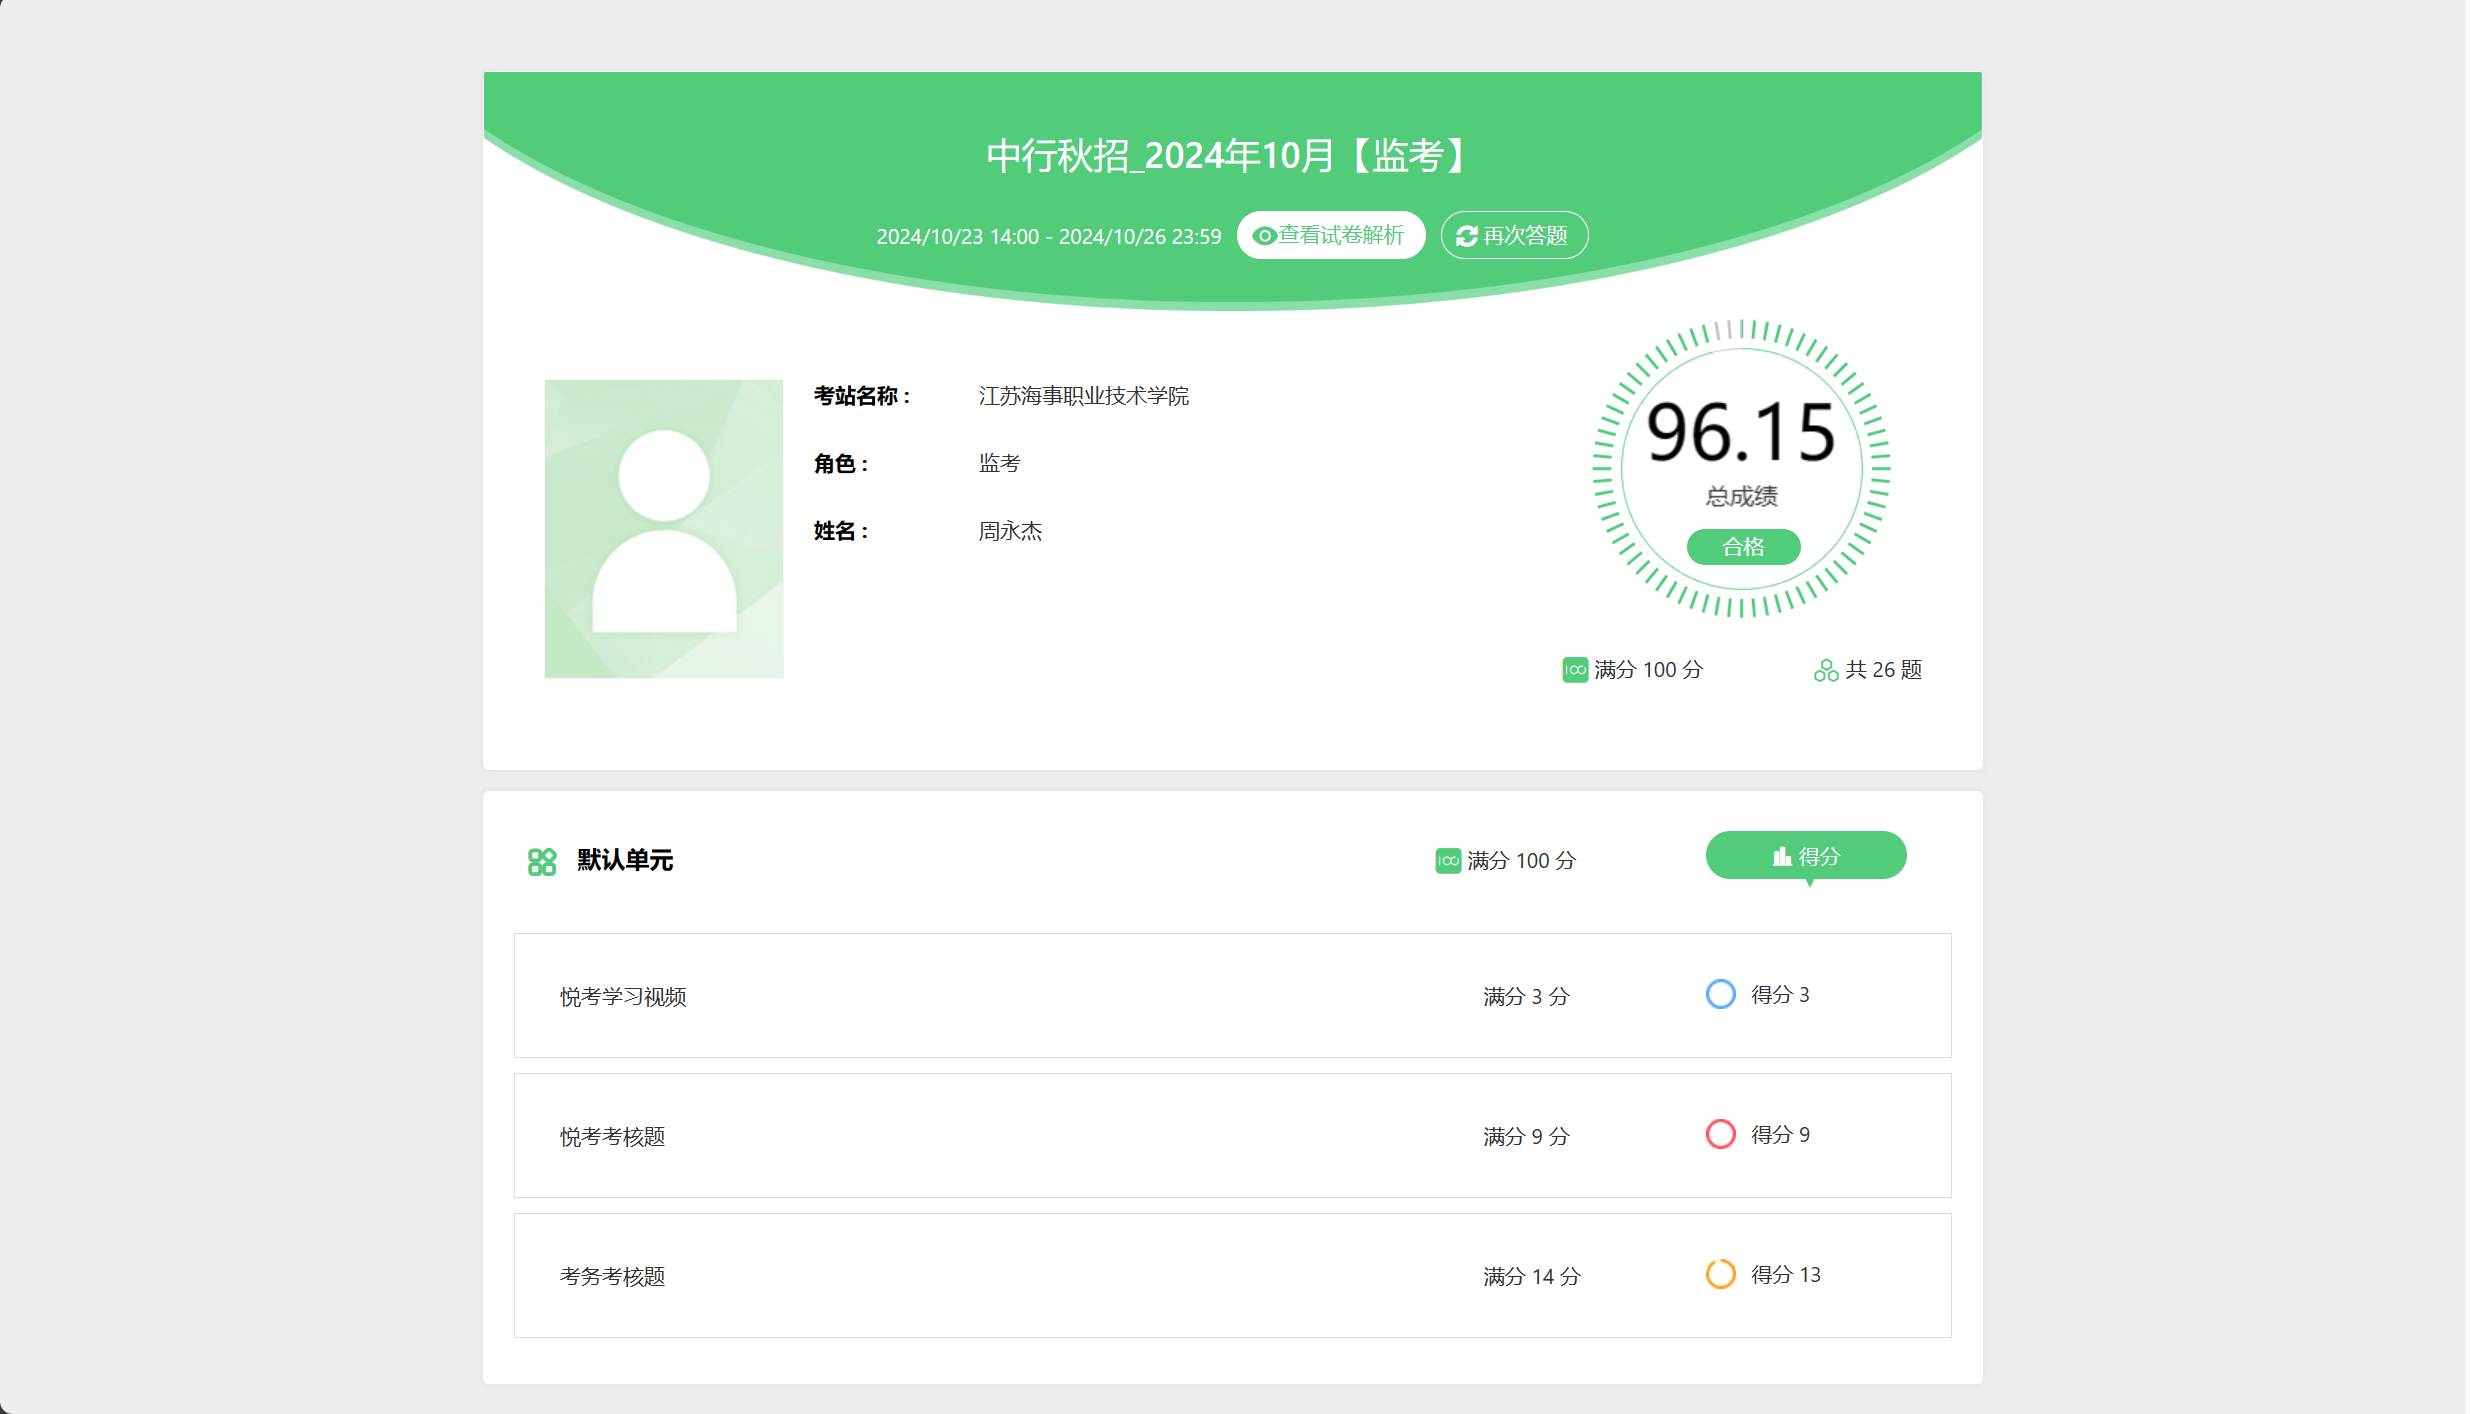 中行秋招_2024年10月【监考】
2024/10/23 14:00 - 2024/10/26 23:59 查看试卷解析 再次答题
考站名称： 江苏海事职业技术学院
角色： 监考
姓名： 周永杰
96.15
总成绩
合格
100 满分 100 分 共 26 题
默认单元 100 满分 100 分 得分
悦考学习视频 满分 3 分 得分 3
悦考考核题 满分 9 分 得分 9
考务考核题 满分 14 分 得分 13